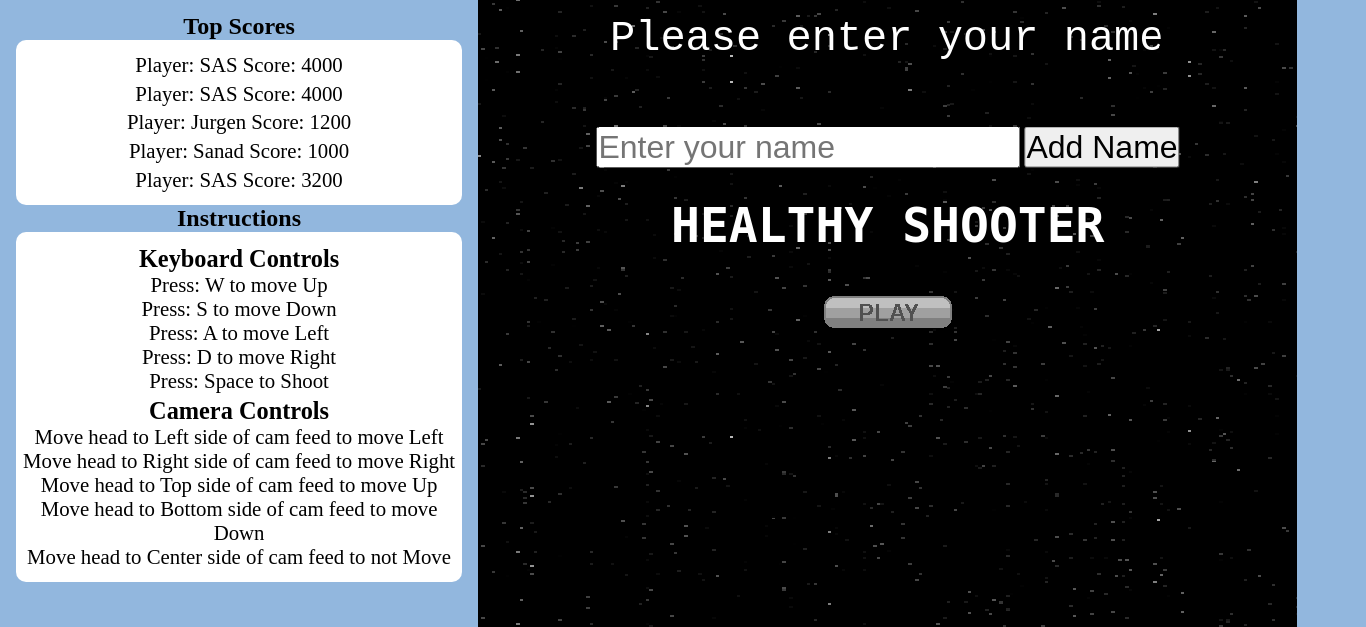 Top Scores
Player: SAS Score: 4000
Player: SAS Score: 4000
Player: Jurgen Score: 1200
Player: Sanad Score: 1000
Player: SAS Score: 3200
Instructions
Keyboard Controls
Press: W to move Up
Press: S to move Down
Press: A to move Left
Press: D to move Right
Press: Space to Shoot
Camera Controls
Move head to Left side of cam feed to move Left
Move head to Right side of cam feed to move Right
Move head to Top side of cam feed to move Up
Move head to Bottom side of cam feed to move
Down
Move head to Center side of cam feed to not Move
Please enter your name
Enter your name Add Name
HEALTHY SHOOTER
PLAY